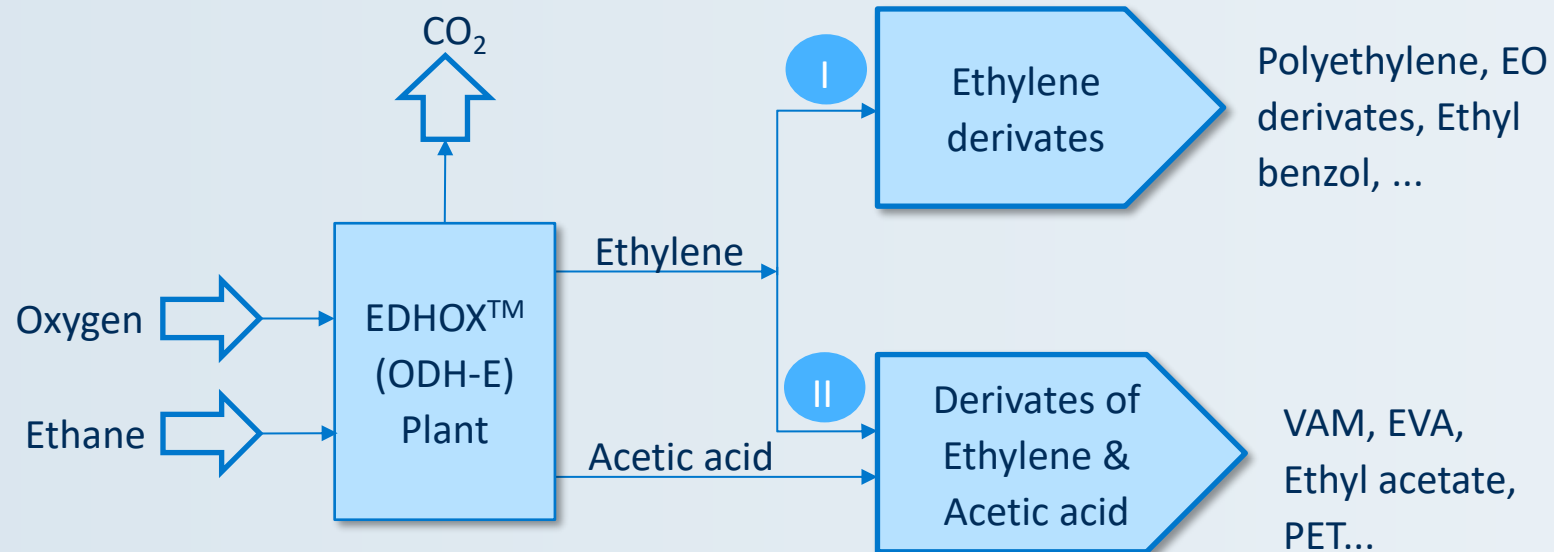 CO₂
I
Ethylene
derivates
Polyethylene, EO
derivates, Ethyl
benzol, ...
Oxygen
Ethane
EDHOX™
(ODH-E)
Plant
Ethylene
Acetic acid
II
Derivates of
Ethylene &
Acetic acid
VAM, EVA,
Ethyl acetate,
PET...